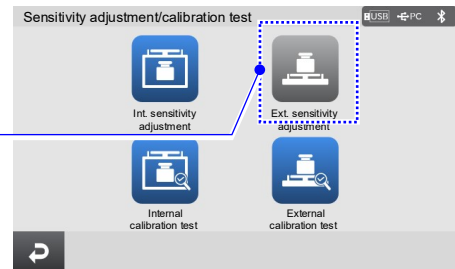 Sensitivity adjustment/calibration test
USB PC
Int. sensitivity
adjustment
Ext. sensitivity
adjustment
Internal
calibration test
External
calibration test